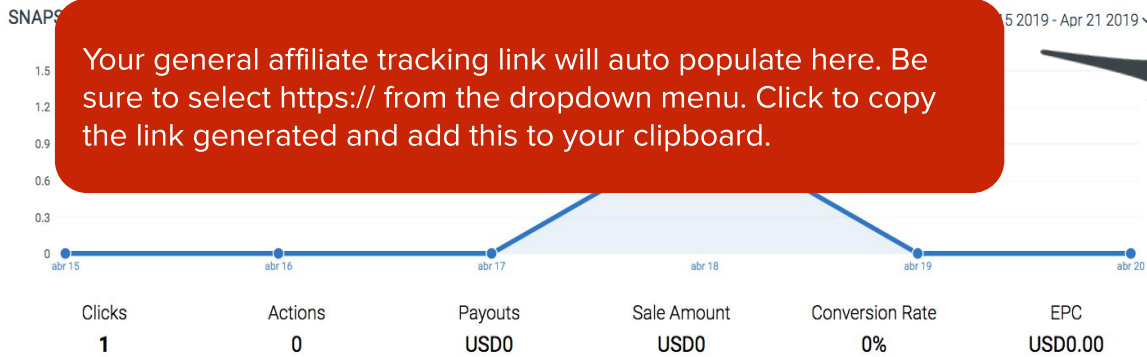 SNAPS
5 2019 - Apr 21 2019
Your general affiliate tracking link will auto populate here. Be
sure to select https:// from the dropdown menu. Click to copy
the link generated and add this to your clipboard.
1.5
1.2
0.9
0.6
0.3
0
abr 15 abr 16 abr 17 abr 18 abr 19 abr 20
Clicks Actions Payouts Sale Amount Conversion Rate EPC
1 0 USD0 USD0 0% USD0.00